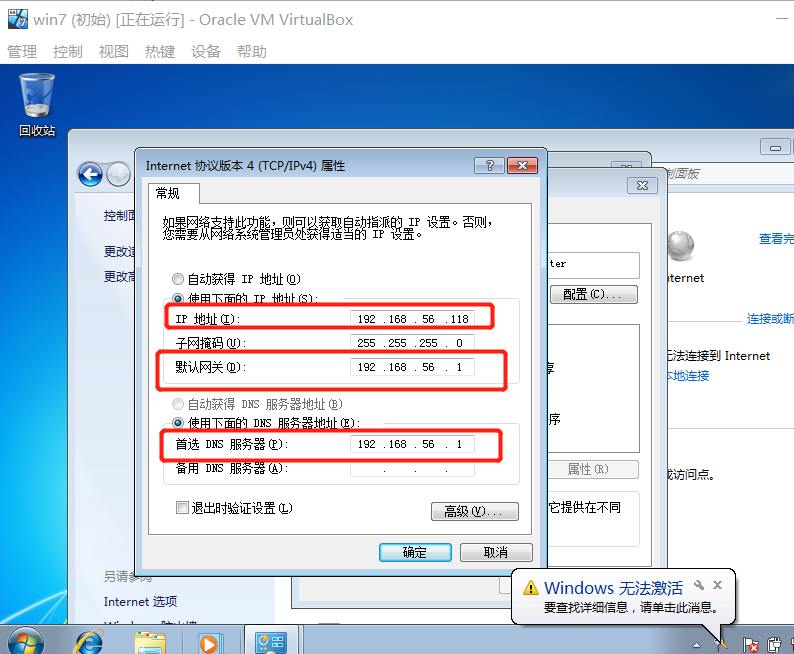 win7 (初始) [正在运行] - Oracle VM VirtualBox
管理 控制 视图 热键 设备 帮助
回收站
Internet 协议版本 4 (TCP/IPv4) 属性
常规
如果网络支持此功能，则可以获取自动指派的 IP 设置。否则，
您需要从网络系统管理员处获得适当的 IP 设置。
自动获得 IP 地址(O)
使用下面的 IP 地址(S):
IP 地址(I): 192 .168 . 56 .118
子网掩码(U): 255 .255 .255 . 0
默认网关(D): 192 .168 . 56 . 1
自动获得 DNS 服务器地址(B)
使用下面的 DNS 服务器地址(E):
首选 DNS 服务器(P): 192 .168 . 56 . 1
备用 DNS 服务器(A): . . .
退出时验证设置(L)
高级(V)...
确定 取消
控制面
更改适
更改高
另请参阅
Internet 选项
ter
配置(C)...
享
序
属性(R)
它提供在不同
制面板
查看完
nternet
连接或断
无法连接到 Internet
本地连接
或访问点。
Windows 无法激活
要查找详细信息，请单击此消息。